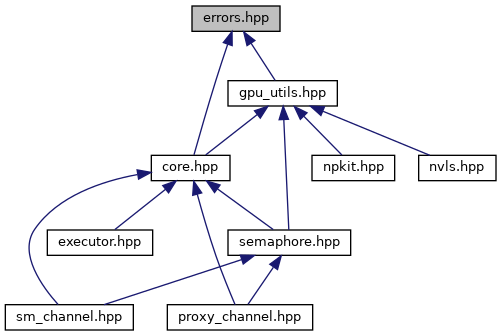 errors.hpp
gpu_utils.hpp
core.hpp
npkit.hpp
nvls.hpp
executor.hpp
semaphore.hpp
sm_channel.hpp
proxy_channel.hpp